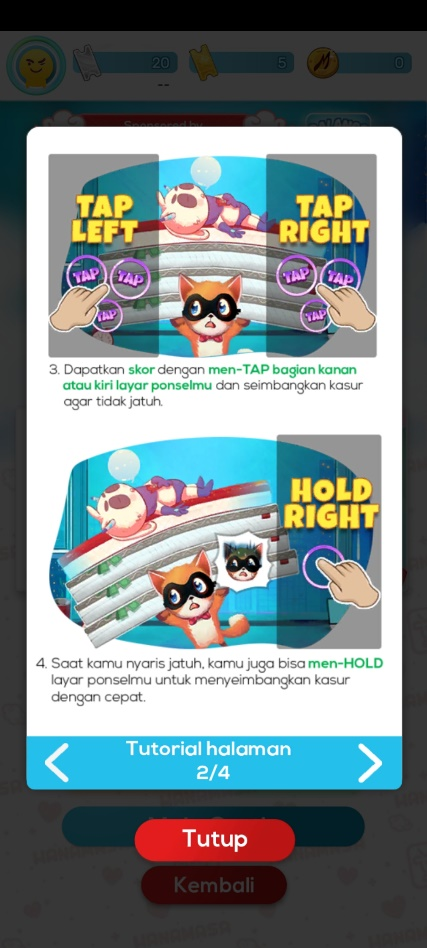 20
5
0
--
Sponsored by
TAP
LEFT
TAP
RIGHT
TAP
TAP
TAP
TAP
TAP
TAP
3. Dapatkan skor dengan men-TAP bagian kanan
atau kiri layar ponselmu dan seimbangkan kasur
agar tidak jatuh.
HOLD
RIGHT
4. Saat kamu nyaris jatuh, kamu juga bisa men-HOLD
layar ponselmu untuk menyeimbangkan kasur
dengan cepat.
Tutorial halaman
2/4
Tutup
Kembali